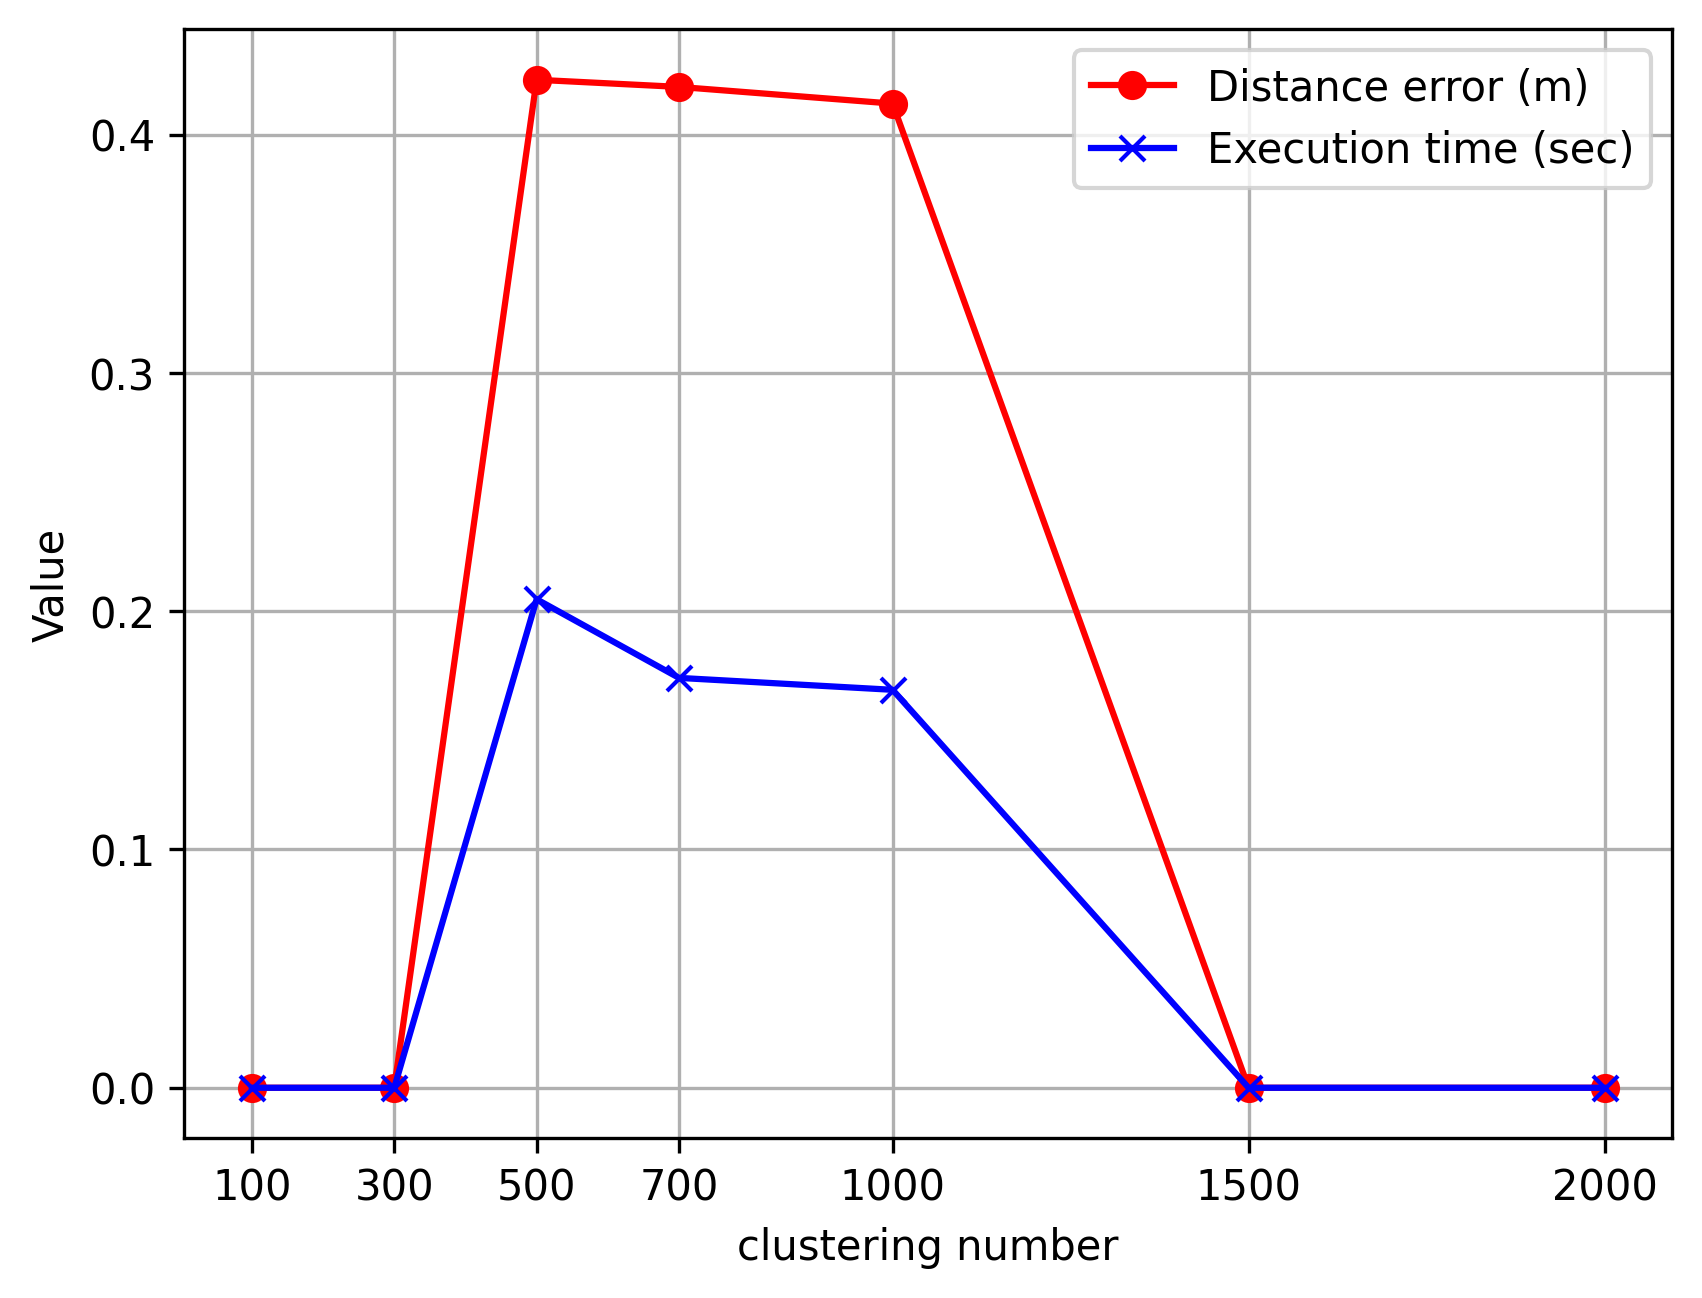 Distance error (m)
Execution time (sec)
0.4
0.3
0.2
0.1
0.0
Value
100 300 500 700 1000 1500 2000
clustering number